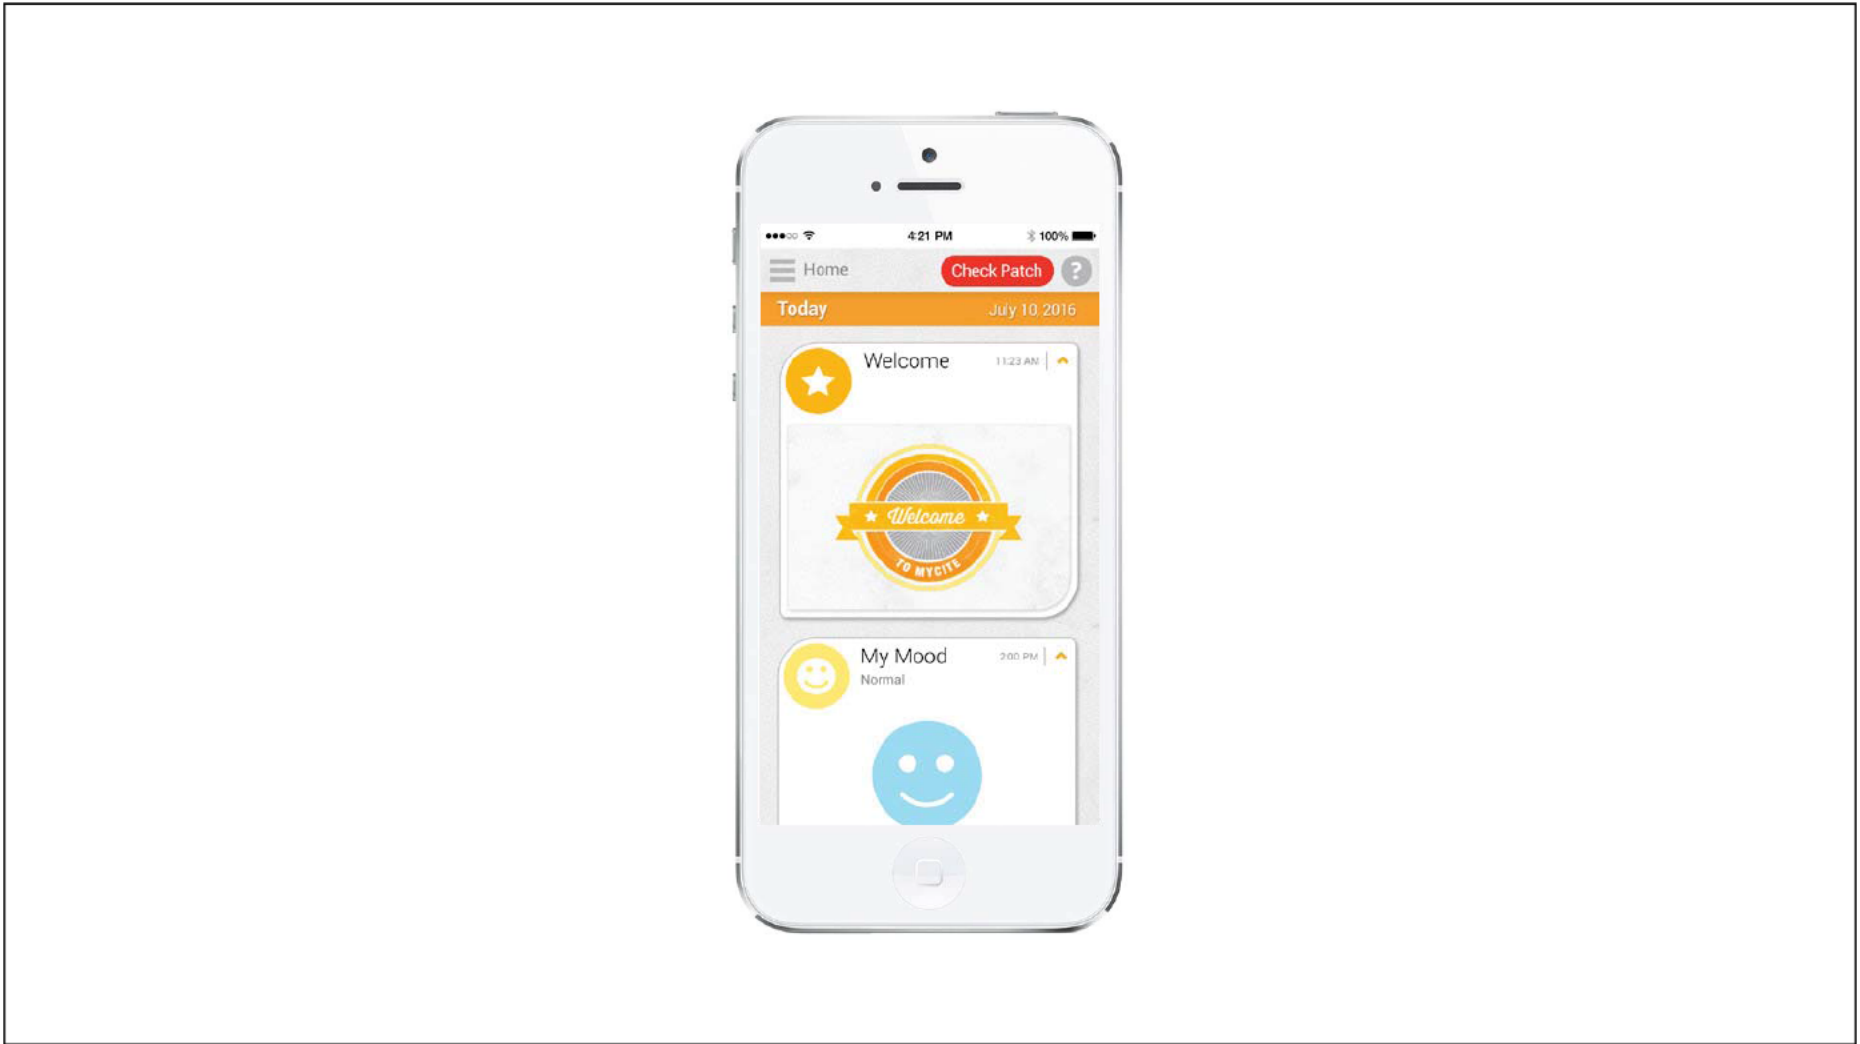 4:21 PM
100%
Home
Check Patch
?
Today
July 10, 2016
Welcome
11:23 AM
Welcome
TO MYCITE
My Mood
2:00 PM
Normal